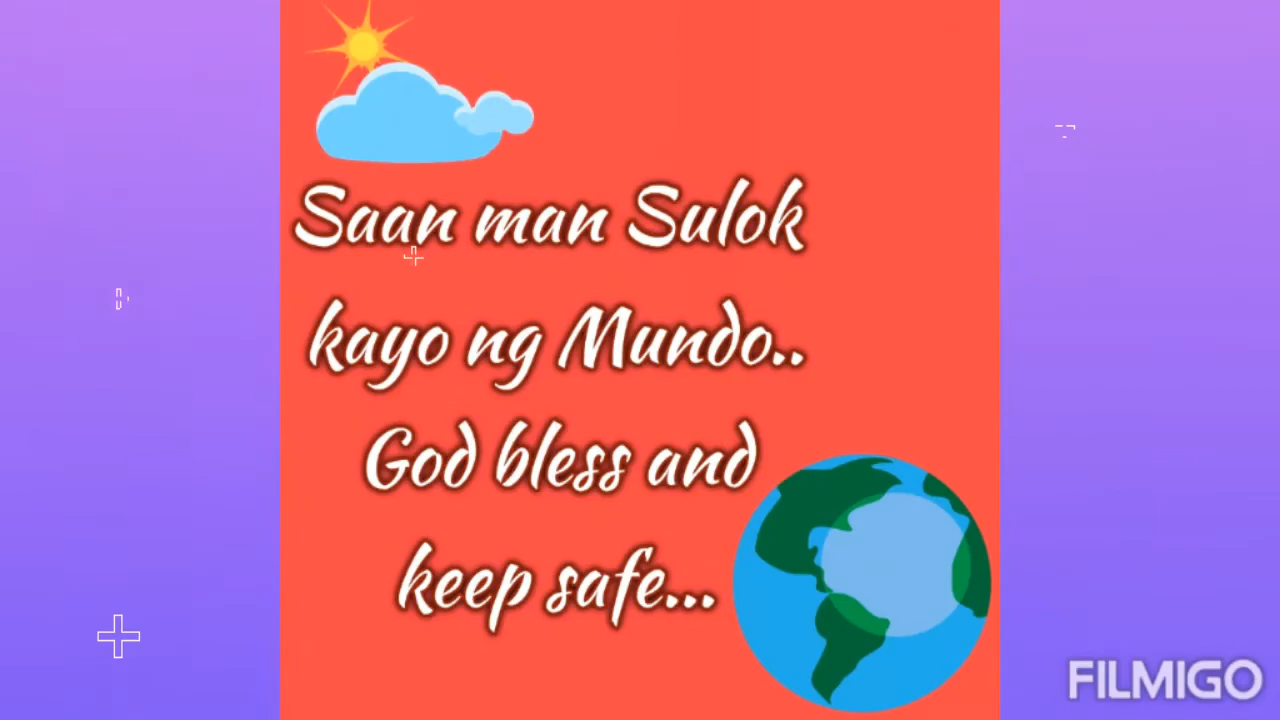 Saan man Sulok
kayo ng Mundo..
God bless and
keep safe...
FILMIGO